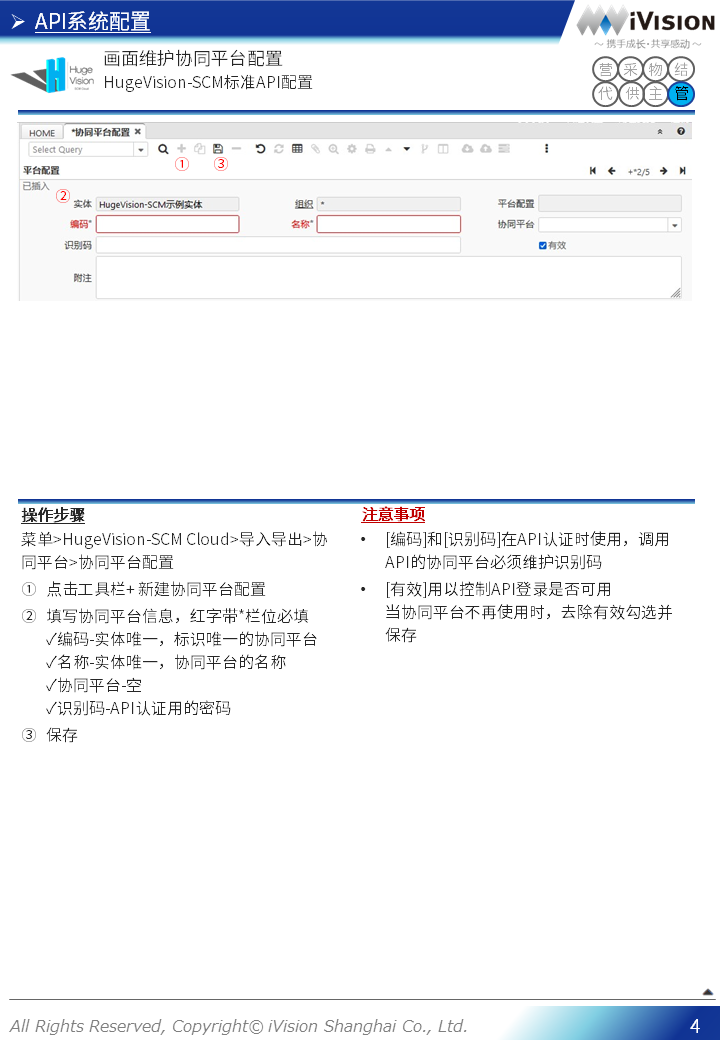 API系统配置
iVISION
～ 携手成长·共享感动 ～
Huge Vision
SCM Cloud
画面维护协同平台配置
HugeVision-SCM标准API配置
营 采 物 结
代 供 主 管
HOME *协同平台配置
Select Query
① ③
平台配置 +*2/5
已插入
②
实体 HugeVision-SCM示例实体 组织 * 平台配置
编码* 名称* 协同平台
识别码 有效
附注
操作步骤
菜单>HugeVision-SCM Cloud>导入导出>协
同平台>协同平台配置
① 点击工具栏+ 新建协同平台配置
② 填写协同平台信息，红字带*栏位必填
✓编码-实体唯一，标识唯一的协同平台
✓名称-实体唯一，协同平台的名称
✓协同平台-空
✓识别码-API认证用的密码
③ 保存
注意事项
• [编码]和[识别码]在API认证时使用，调用
API的协同平台必须维护识别码
• [有效]用以控制API登录是否可用
当协同平台不再使用时，去除有效勾选并
保存
All Rights Reserved, Copyright© iVision Shanghai Co., Ltd.
4